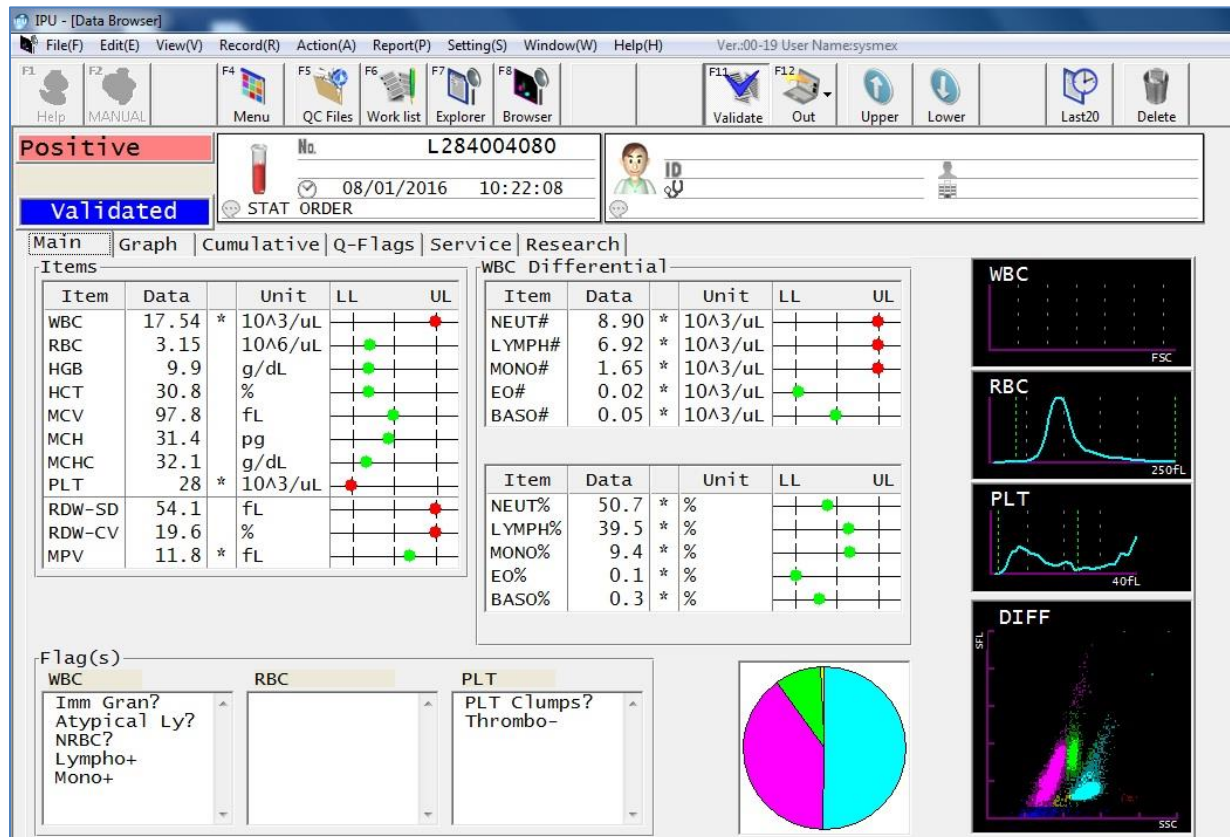 IPU - [Data Browser]
File(F) Edit(E) View(V) Record(R) Action(A) Report(P) Setting(S) Window(W) Help(H) Ver.:00-19 User Name:sysmex
F1 F2 F4 F5 F6 F7 F8 F11 F12
Help MANUAL Menu QC Files Work list Explorer Browser Validate Out Upper Lower Last20 Delete
Positive
Validated
No. L284004080
08/01/2016 10:22:08
STAT ORDER
ID
Main Graph Cumulative Q-Flags Service Research
Items
Item Data Unit LL UL
WBC 17.54 * 10^3/uL
RBC 3.15 10^6/uL
HGB 9.9 g/dL
HCT 30.8 %
MCV 97.8 fL
MCH 31.4 pg
MCHC 32.1 g/dL
PLT 28 * 10^3/uL
RDW-SD 54.1 fL
RDW-CV 19.6 %
MPV 11.8 * fL
WBC Differential
Item Data Unit LL UL
NEUT# 8.90 * 10^3/uL
LYMPH# 6.92 * 10^3/uL
MONO# 1.65 * 10^3/uL
EO# 0.02 * 10^3/uL
BASO# 0.05 * 10^3/uL
Item Data Unit LL UL
NEUT% 50.7 * %
LYMPH% 39.5 * %
MONO% 9.4 * %
EO% 0.1 * %
BASO% 0.3 * %
WBC
FSC
RBC
250fL
PLT
40fL
DIFF
SFL
SSC
Flag(s)
WBC
Imm Gran?
Atypical Ly?
NRBC?
Lympho+
Mono+
RBC
PLT
PLT Clumps?
Thrombo-